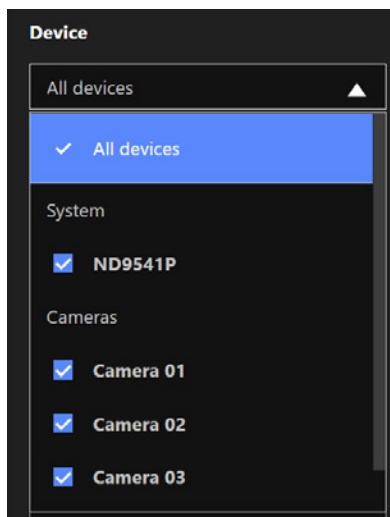 Device
All devices
All devices
System
ND9541P
Cameras
Camera 01
Camera 02
Camera 03